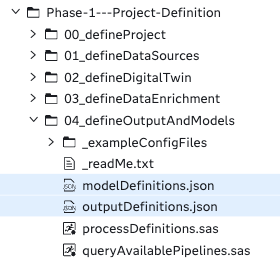 Phase-1---Project-Definition
00_defineProject
01_defineDataSources
02_defineDigitalTwin
03_defineDataEnrichment
04_defineOutputAndModels
_exampleConfigFiles
_readMe.txt
modelDefinitions.json
outputDefinitions.json
processDefinitions.sas
queryAvailablePipelines.sas